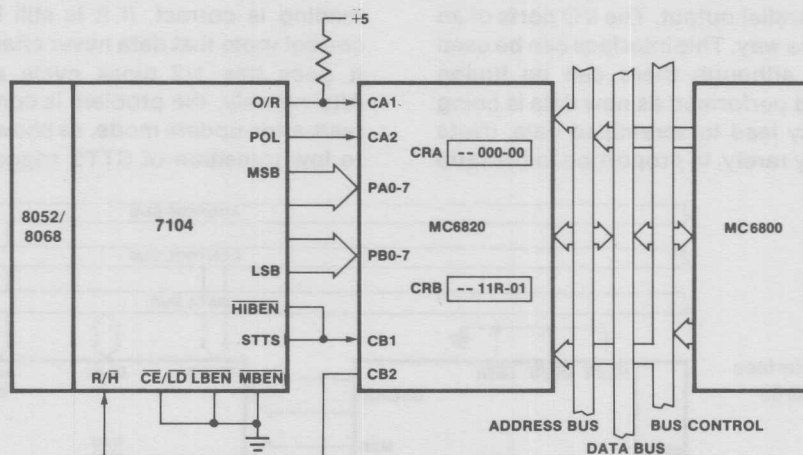 +5
O/R
CA1
POL
CA2
CRA
-- 000-00
MSB
PA0-7
8052/
8068
7104
MC6820
MC6800
PB0-7
LSB
CRB
-- 11R-01
HIBEN
STTS
CB1
CB2
R/H
CE/LD
LBEN
MBEN
ADDRESS BUS
BUS CONTROL
DATA BUS